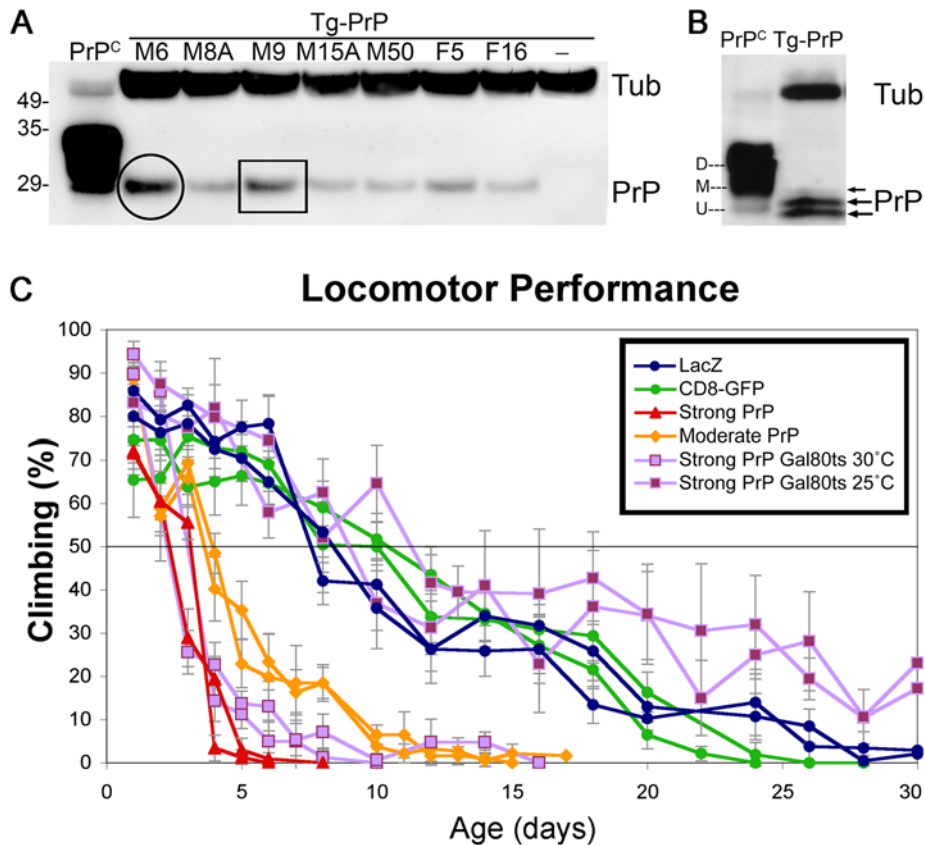 A
Tg-PrP
PrPᶜ M6 M8A M9 M15A M50 F5 F16 –
Tub
49-
35-
29-
PrP
B
PrPᶜ Tg-PrP
Tub
D---
M---
U---
PrP
C
Locomotor Performance
Climbing (%)
100
90
80
70
60
50
40
30
20
10
0
LacZ
CD8-GFP
Strong PrP
Moderate PrP
Strong PrP Gal80ts 30˚C
Strong PrP Gal80ts 25˚C
0 5 10 15 20 25 30
Age (days)